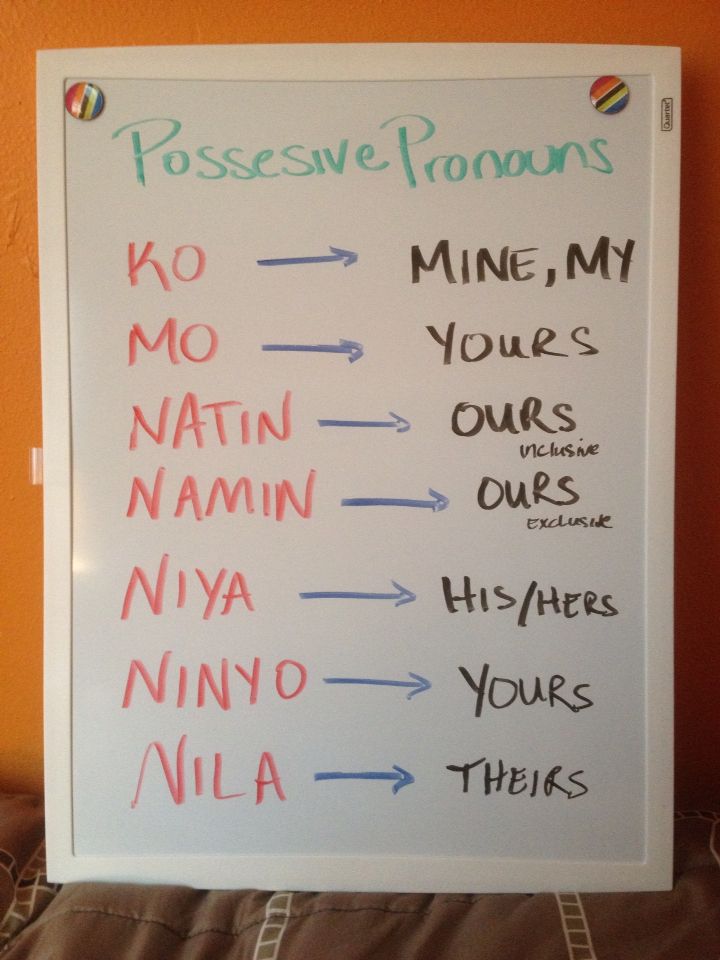 Quartet
Possesive Pronouns
KO → MINE, MY
MO → YOURS
NATIN → OURS
inclusive
NAMIN → OURS
Exclusive
NIYA → HIS/HERS
NINYO → YOURS
NILA → THEIRS